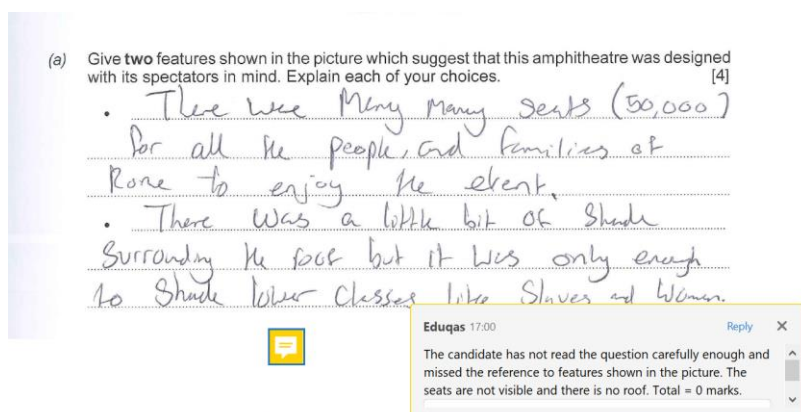 (a) Give two features shown in the picture which suggest that this amphitheatre was designed
with its spectators in mind. Explain each of your choices. [4]
• There were Many Many seats (50,000)
for all the people, and families of
Rome to enjoy the event.
• There was a little bit of Shade
Surrounding the roof but it was only enough
to Shade lower Classes like Slaves and Women.
Eduqas 17:00 Reply ×
The candidate has not read the question carefully enough and
missed the reference to features shown in the picture. The
seats are not visible and there is no roof. Total = 0 marks.